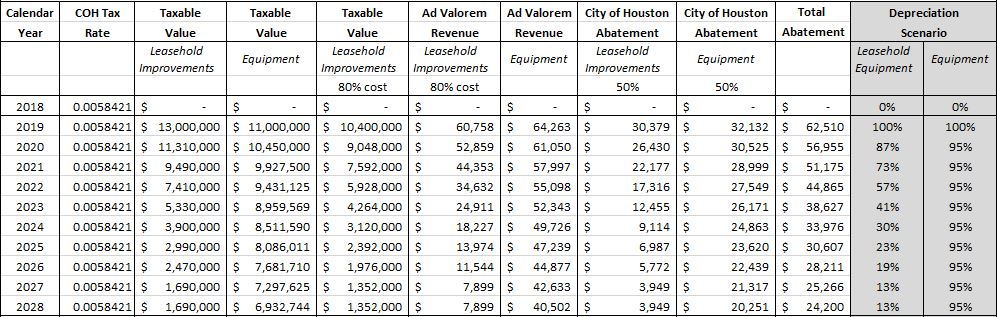 Calendar COH Tax Taxable Taxable Taxable Ad Valorem Ad Valorem City of Houston City of Houston Total Depreciation
Year Rate Value Value Value Revenue Revenue Abatement Abatement Abatement Scenario
Leasehold Improvements Equipment Leasehold Improvements Leasehold Improvements Equipment Leasehold Improvements Equipment Leasehold Equipment Equipment
80% cost 80% cost 50% 50%
2018 0.0058421 $ - $ - $ - $ - $ - $ - $ - $ - 0% 0%
2019 0.0058421 $ 13,000,000 $ 11,000,000 $ 10,400,000 $ 60,758 $ 64,263 $ 30,379 $ 32,132 $ 62,510 100% 100%
2020 0.0058421 $ 11,310,000 $ 10,450,000 $ 9,048,000 $ 52,859 $ 61,050 $ 26,430 $ 30,525 $ 56,955 87% 95%
2021 0.0058421 $ 9,490,000 $ 9,927,500 $ 7,592,000 $ 44,353 $ 57,997 $ 22,177 $ 28,999 $ 51,175 73% 95%
2022 0.0058421 $ 7,410,000 $ 9,431,125 $ 5,928,000 $ 34,632 $ 55,098 $ 17,316 $ 27,549 $ 44,865 57% 95%
2023 0.0058421 $ 5,330,000 $ 8,959,569 $ 4,264,000 $ 24,911 $ 52,343 $ 12,455 $ 26,171 $ 38,627 41% 95%
2024 0.0058421 $ 3,900,000 $ 8,511,590 $ 3,120,000 $ 18,227 $ 49,726 $ 9,114 $ 24,863 $ 33,976 30% 95%
2025 0.0058421 $ 2,990,000 $ 8,086,011 $ 2,392,000 $ 13,974 $ 47,239 $ 6,987 $ 23,620 $ 30,607 23% 95%
2026 0.0058421 $ 2,470,000 $ 7,681,710 $ 1,976,000 $ 11,544 $ 44,877 $ 5,772 $ 22,439 $ 28,211 19% 95%
2027 0.0058421 $ 1,690,000 $ 7,297,625 $ 1,352,000 $ 7,899 $ 42,633 $ 3,949 $ 21,317 $ 25,266 13% 95%
2028 0.0058421 $ 1,690,000 $ 6,932,744 $ 1,352,000 $ 7,899 $ 40,502 $ 3,949 $ 20,251 $ 24,200 13% 95%